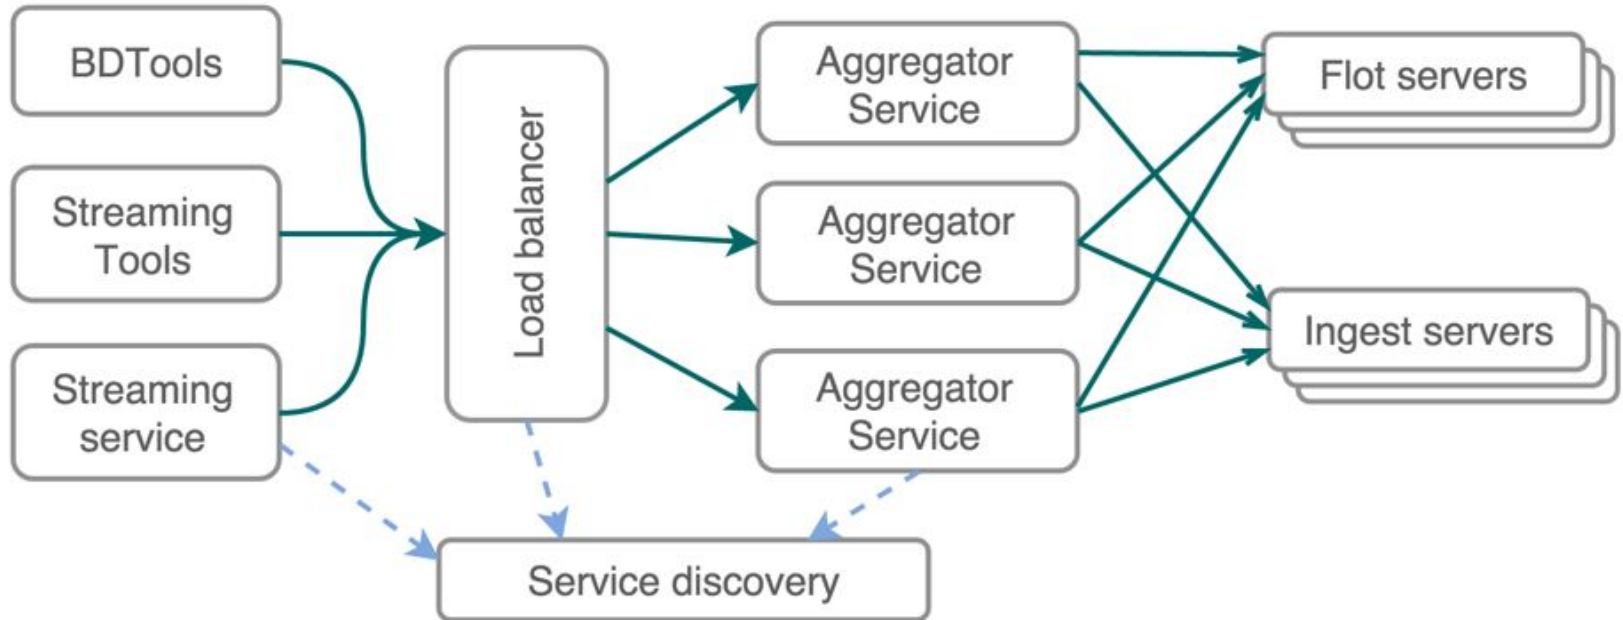 BDTools
Streaming
Tools
Streaming
service
Load balancer
Aggregator
Service
Aggregator
Service
Aggregator
Service
Flot servers
Ingest servers
Service discovery